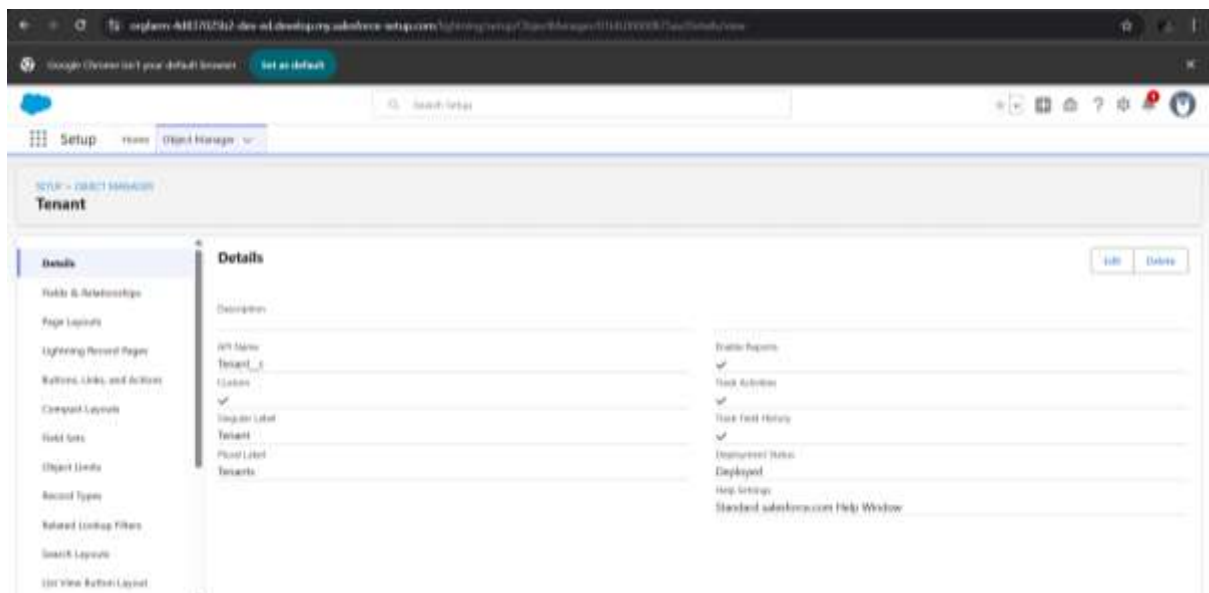 Google Chrome isn't your default browser Set as default
Search Setup
Setup Home Object Manager
SETUP > OBJECT MANAGER
Tenant
Details
Fields & Relationships
Page Layouts
Lightning Record Pages
Buttons, Links, and Actions
Compact Layouts
Field Sets
Object Limits
Record Types
Related Lookup Filters
Search Layouts
List View Button Layout
Details
Edit Delete
Description
API Name
Tenant__c
Custom
Singular Label
Tenant
Plural Label
Tenants
Enable Reports
Track Activities
Track Field History
Deployment Status
Deployed
Help Settings
Standard salesforce.com Help Window